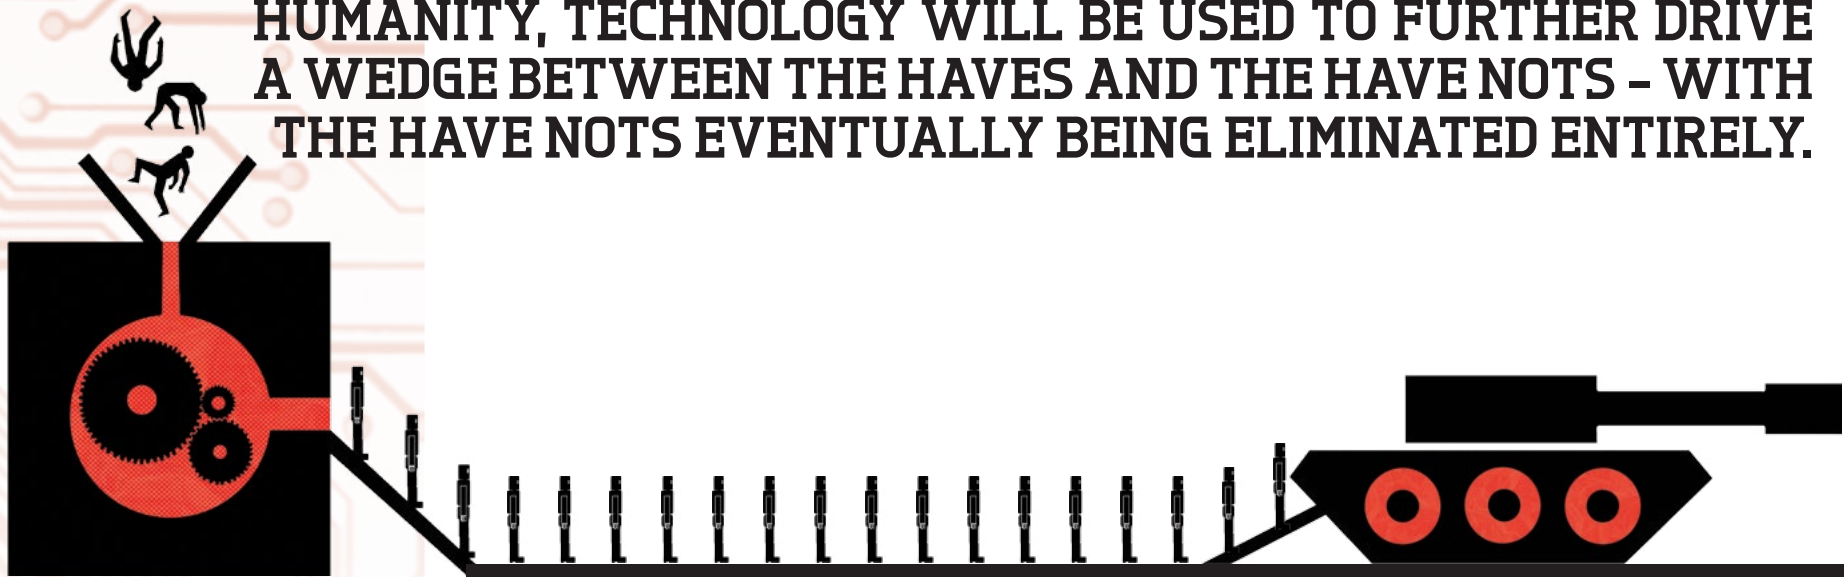 HUMANITY, TECHNOLOGY WILL BE USED TO FURTHER DRIVE
A WEDGE BETWEEN THE HAVES AND THE HAVE NOTS – WITH
THE HAVE NOTS EVENTUALLY BEING ELIMINATED ENTIRELY.